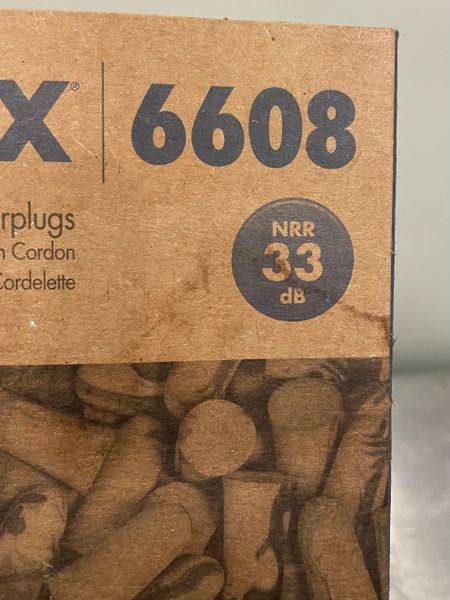 X® 6608
rplugs
n Cordon
Cordelette
NRR
33
dB